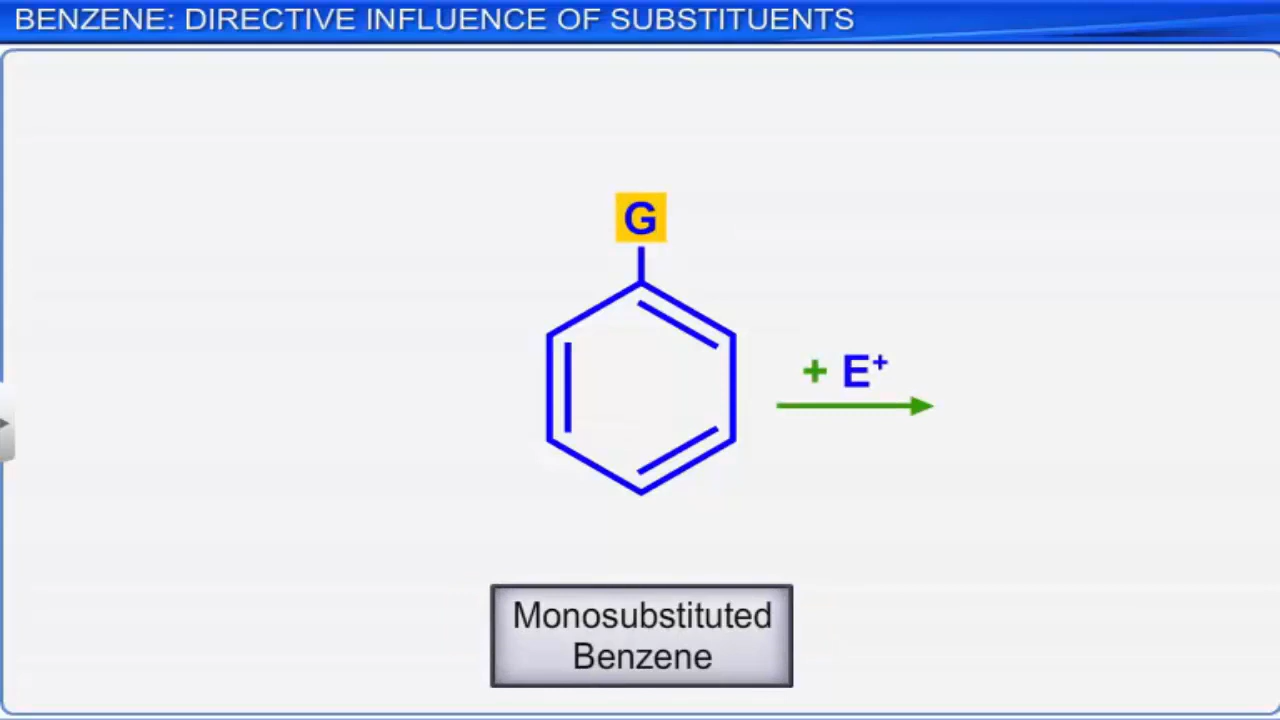 BENZENE: DIRECTIVE INFLUENCE OF SUBSTITUENTS
G
+ E⁺
Monosubstituted
Benzene